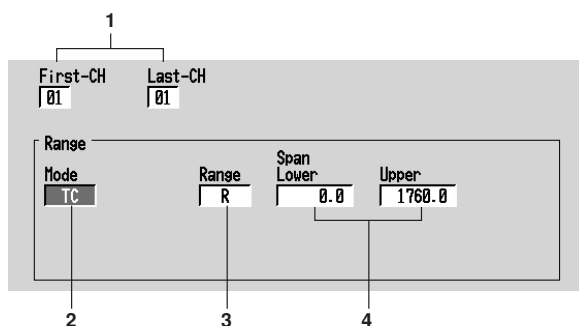 1
First-CH Last-CH
01 01
Range
Span
Mode Range Lower Upper
TC R 0.0 1760.0
2 3 4